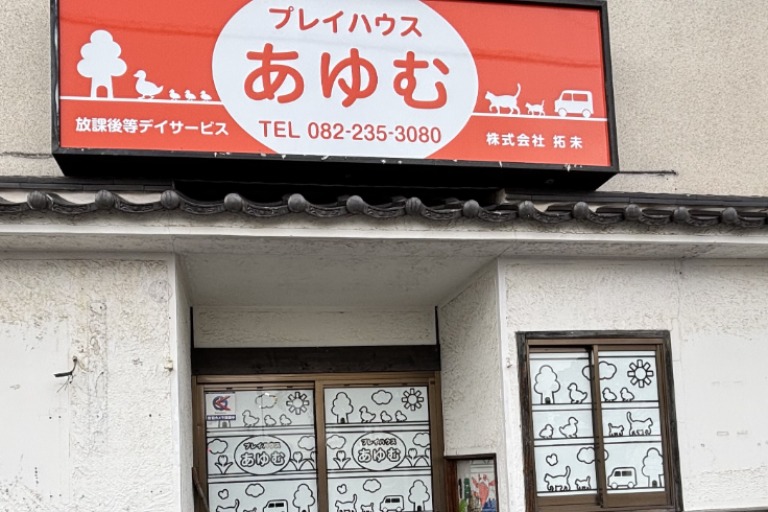 プレイハウス
あゆむ
放課後等デイサービス
TEL 082-235-3080
株式会社 拓未
プレイハウス
あゆむ
プレイハウス
あゆむ